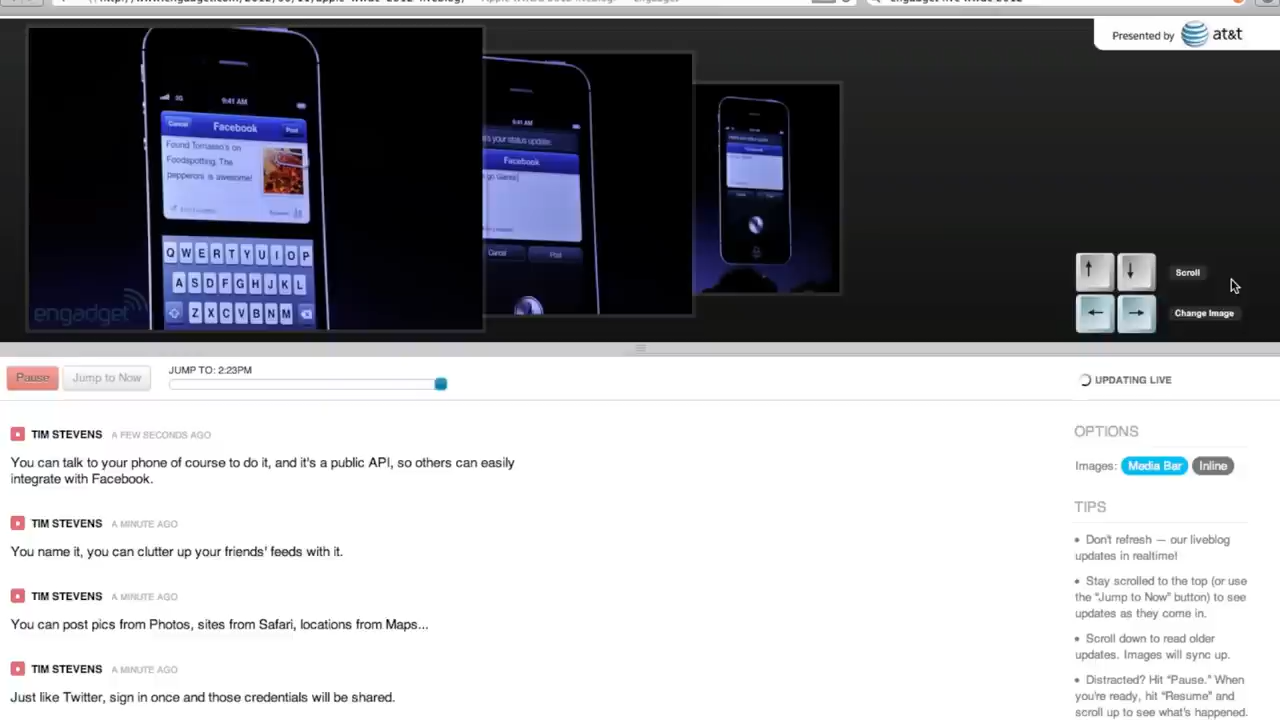 Presented by at&t
9:41 AM
Cancel Facebook Post
Found Tomasso's on
Foodspotting. The
pepperoni is awesome!
Q W E R T Y U I O P
A S D F G H J K L
Z X C V B N M
engadget
9:41 AM
's your status update:
Facebook
go Giants!
Cancel Post
Scroll
Change Image
Pause
Jump to Now
JUMP TO: 2:23PM
UPDATING LIVE
TIM STEVENS A FEW SECONDS AGO
You can talk to your phone of course to do it, and it's a public API, so others can easily
integrate with Facebook.
TIM STEVENS A MINUTE AGO
You name it, you can clutter up your friends' feeds with it.
TIM STEVENS A MINUTE AGO
You can post pics from Photos, sites from Safari, locations from Maps...
TIM STEVENS A MINUTE AGO
Just like Twitter, sign in once and those credentials will be shared.
OPTIONS
Images: Media Bar Inline
TIPS
• Don't refresh — our liveblog
updates in realtime!
• Stay scrolled to the top (or use
the "Jump to Now" button) to see
updates as they come in.
• Scroll down to read older
updates. Images will sync up.
• Distracted? Hit "Pause." When
you're ready, hit "Resume" and
scroll up to see what's happened.